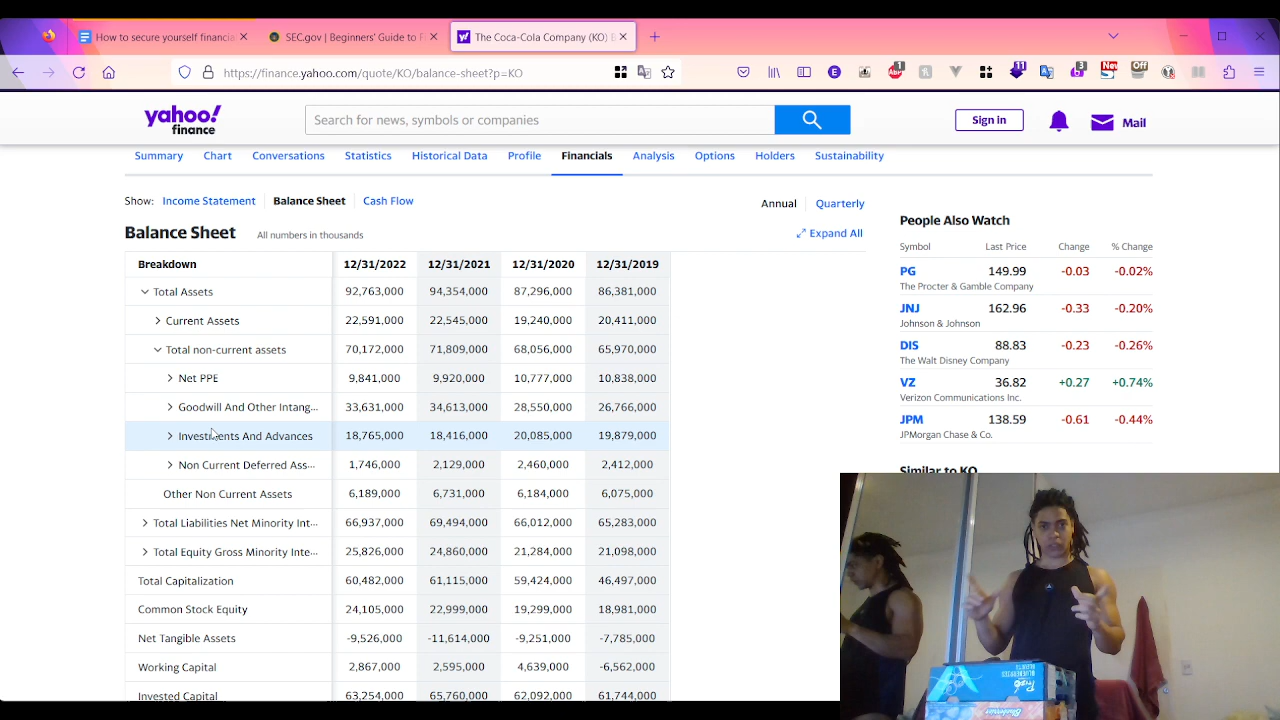 How to secure yourself financia
SEC.gov | Beginners' Guide to F
The Coca-Cola Company (KO) B
https://finance.yahoo.com/quote/KO/balance-sheet?p=KO
E
11
ABP
1
3
New
Off
yahoo!
finance
Search for news, symbols or companies
Sign in
Mail
Summary Chart Conversations Statistics Historical Data Profile Financials Analysis Options Holders Sustainability
Show: Income Statement Balance Sheet Cash Flow
Annual Quarterly
Balance Sheet All numbers in thousands
Expand All
Breakdown 12/31/2022 12/31/2021 12/31/2020 12/31/2019
Total Assets 92,763,000 94,354,000 87,296,000 86,381,000
Current Assets 22,591,000 22,545,000 19,240,000 20,411,000
Total non-current assets 70,172,000 71,809,000 68,056,000 65,970,000
Net PPE 9,841,000 9,920,000 10,777,000 10,838,000
Goodwill And Other Intang... 33,631,000 34,613,000 28,550,000 26,766,000
Investments And Advances 18,765,000 18,416,000 20,085,000 19,879,000
Non Current Deferred Ass... 1,746,000 2,129,000 2,460,000 2,412,000
Other Non Current Assets 6,189,000 6,731,000 6,184,000 6,075,000
Total Liabilities Net Minority Int... 66,937,000 69,494,000 66,012,000 65,283,000
Total Equity Gross Minority Inte... 25,826,000 24,860,000 21,284,000 21,098,000
Total Capitalization 60,482,000 61,115,000 59,424,000 46,497,000
Common Stock Equity 24,105,000 22,999,000 19,299,000 18,981,000
Net Tangible Assets -9,526,000 -11,614,000 -9,251,000 -7,785,000
Working Capital 2,867,000 2,595,000 4,639,000 -6,562,000
Invested Capital 63,254,000 65,760,000 62,092,000 61,744,000
People Also Watch
Symbol Last Price Change % Change
PG 149.99 -0.03 -0.02%
The Procter & Gamble Company
JNJ 162.96 -0.33 -0.20%
Johnson & Johnson
DIS 88.83 -0.23 -0.26%
The Walt Disney Company
VZ 36.82 +0.27 +0.74%
Verizon Communications Inc.
JPM 138.59 -0.61 -0.44%
JPMorgan Chase & Co.
Similar to KO